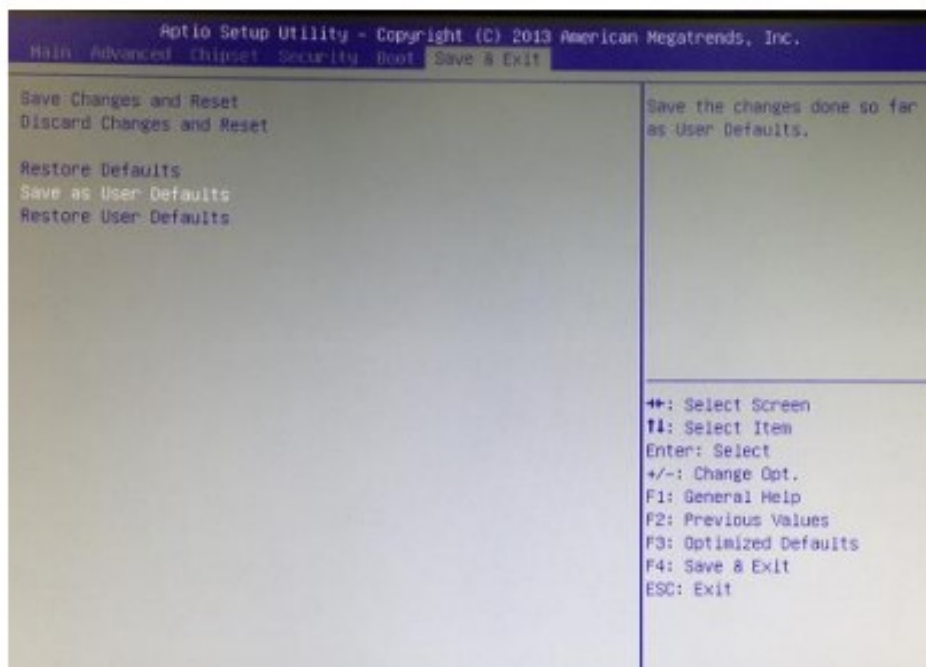 Aptio Setup Utility - Copyright (C) 2013 American Megatrends, Inc.
Main Advanced Chipset Security Boot Save & Exit
Save Changes and Reset
Discard Changes and Reset
Restore Defaults
Save as User Defaults
Restore User Defaults
Save the changes done so far
as User Defaults.
→←: Select Screen
↑↓: Select Item
Enter: Select
+/-: Change Opt.
F1: General Help
F2: Previous Values
F3: Optimized Defaults
F4: Save & Exit
ESC: Exit